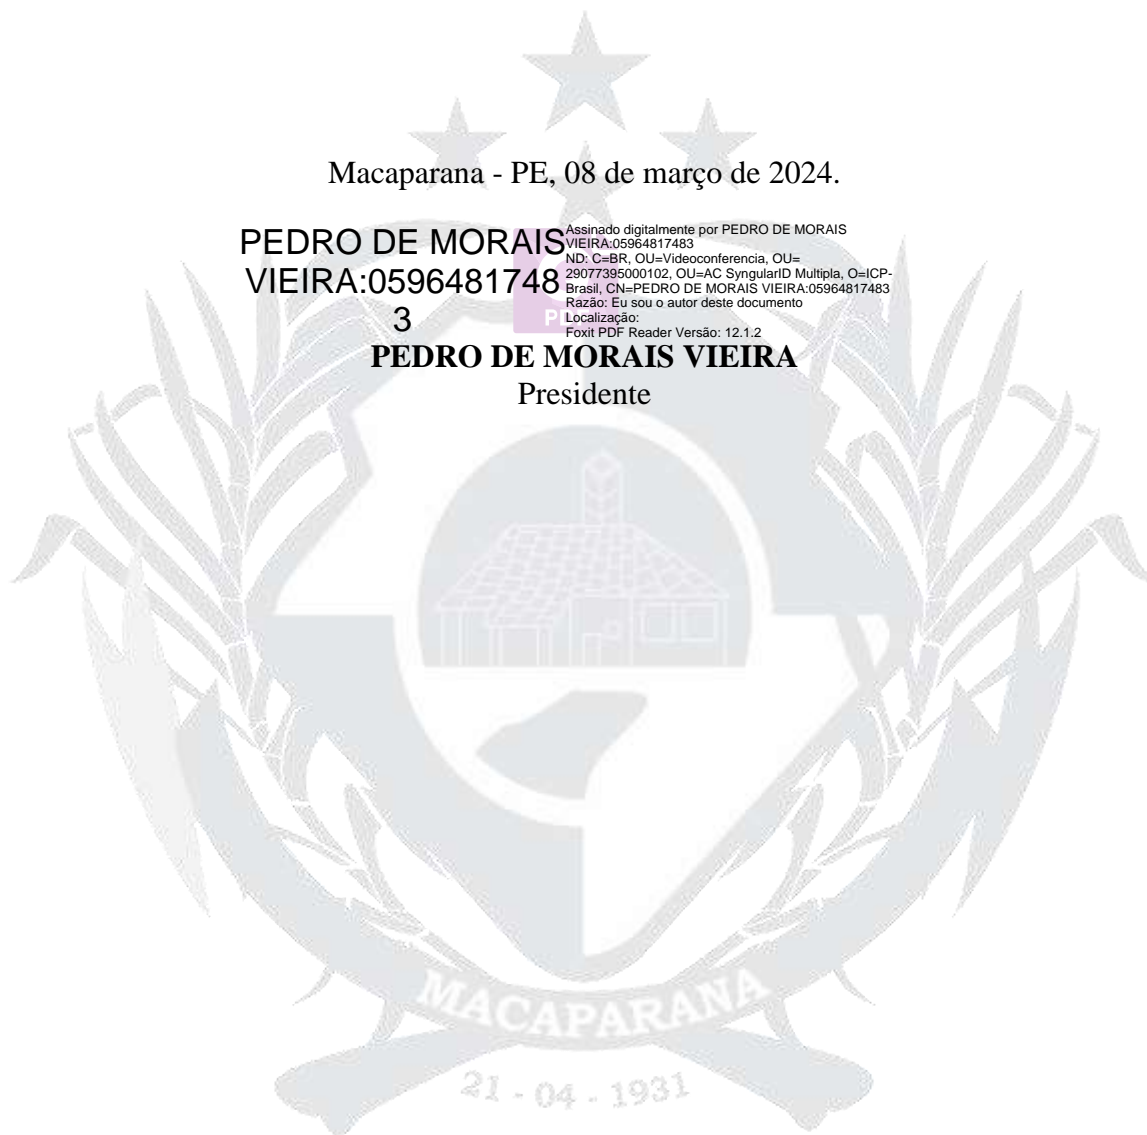 Macaparana - PE, 08 de março de 2024.
PEDRO DE MORAIS
VIEIRA:0596481748
3
Assinado digitalmente por PEDRO DE MORAIS
VIEIRA:05964817483
ND: C=BR, OU=Videoconferencia, OU=
29077395000102, OU=AC SyngularID Multipla, O=ICP-
Brasil, CN=PEDRO DE MORAIS VIEIRA:05964817483
Razão: Eu sou o autor deste documento
Localização:
Foxit PDF Reader Versão: 12.1.2
PEDRO DE MORAIS VIEIRA
Presidente
MACAPARANA
21 - 04 - 1931